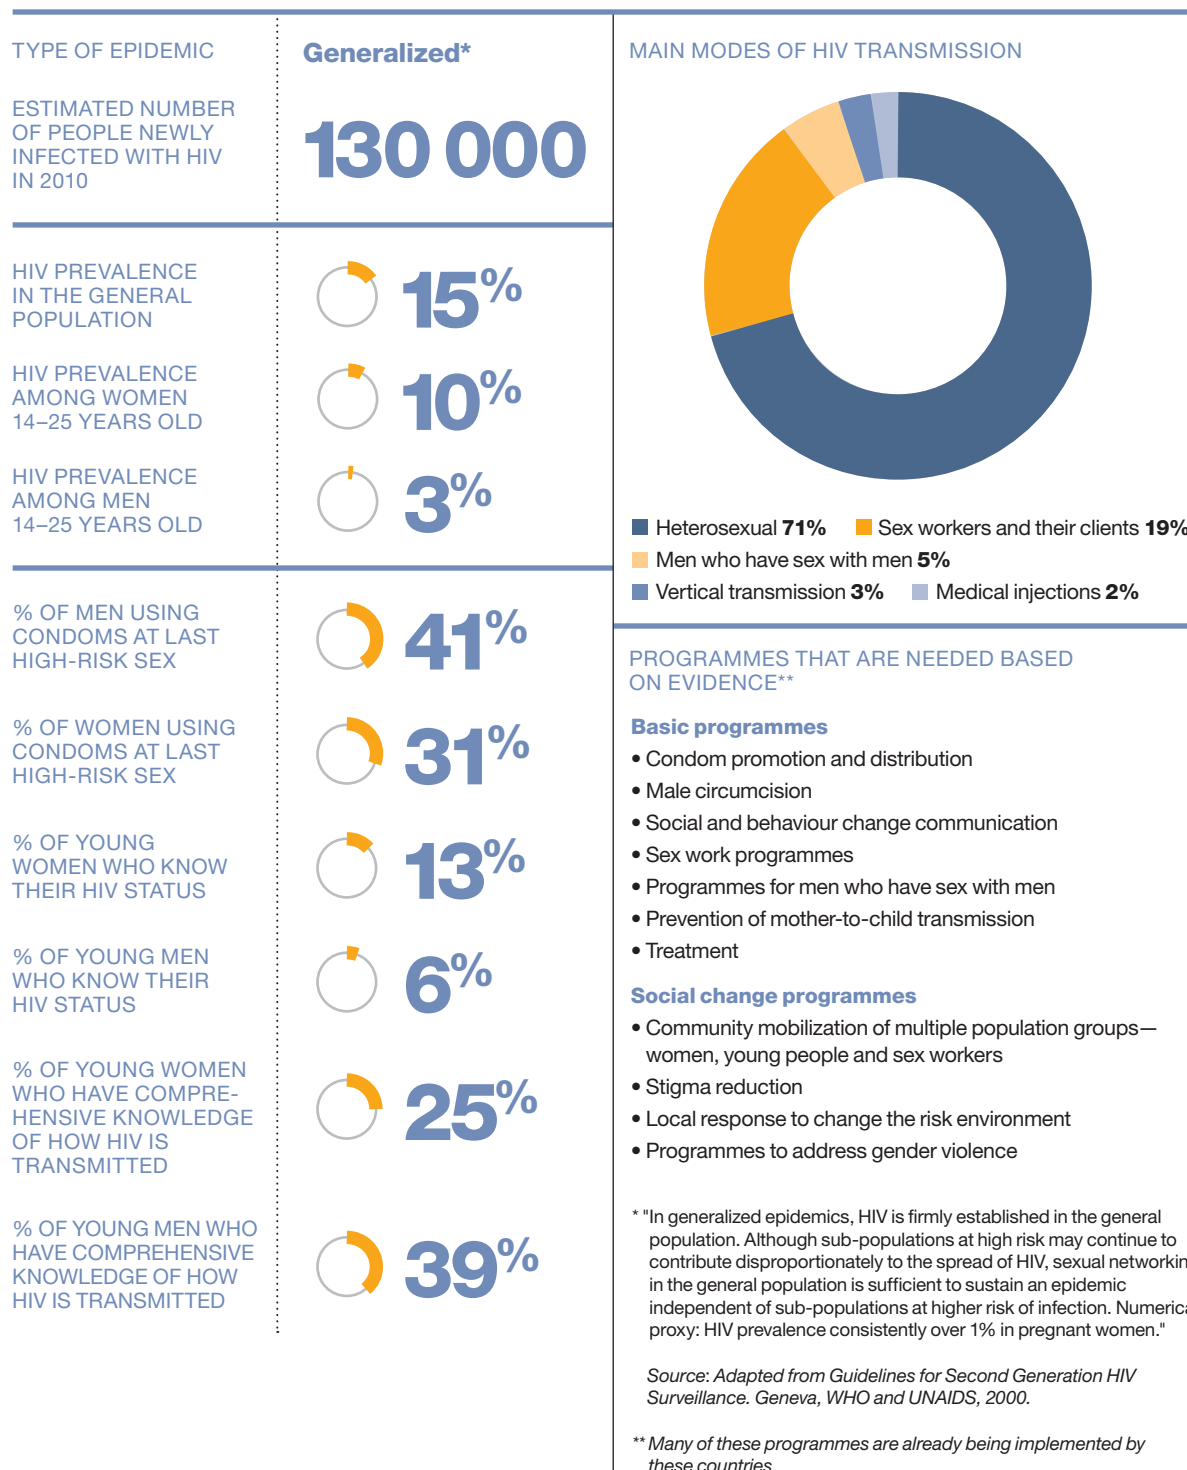 TYPE OF EPIDEMIC
Generalized*
ESTIMATED NUMBER
OF PEOPLE NEWLY
INFECTED WITH HIV
IN 2010
130 000
HIV PREVALENCE
IN THE GENERAL
POPULATION
15%
HIV PREVALENCE
AMONG WOMEN
14–25 YEARS OLD
10%
HIV PREVALENCE
AMONG MEN
14–25 YEARS OLD
3%
% OF MEN USING
CONDOMS AT LAST
HIGH-RISK SEX
41%
% OF WOMEN USING
CONDOMS AT LAST
HIGH-RISK SEX
31%
% OF YOUNG
WOMEN WHO KNOW
THEIR HIV STATUS
13%
% OF YOUNG MEN
WHO KNOW THEIR
HIV STATUS
6%
% OF YOUNG WOMEN
WHO HAVE COMPRE-
HENSIVE KNOWLEDGE
OF HOW HIV IS
TRANSMITTED
25%
% OF YOUNG MEN WHO
HAVE COMPREHENSIVE
KNOWLEDGE OF HOW
HIV IS TRANSMITTED
39%
MAIN MODES OF HIV TRANSMISSION
Heterosexual 71% Sex workers and their clients 19%
Men who have sex with men 5%
Vertical transmission 3% Medical injections 2%
PROGRAMMES THAT ARE NEEDED BASED
ON EVIDENCE**
Basic programmes
• Condom promotion and distribution
• Male circumcision
• Social and behaviour change communication
• Sex work programmes
• Programmes for men who have sex with men
• Prevention of mother-to-child transmission
• Treatment
Social change programmes
• Community mobilization of multiple population groups—
women, young people and sex workers
• Stigma reduction
• Local response to change the risk environment
• Programmes to address gender violence
* "In generalized epidemics, HIV is firmly established in the general
population. Although sub-populations at high risk may continue to
contribute disproportionately to the spread of HIV, sexual networkin
in the general population is sufficient to sustain an epidemic
independent of sub-populations at higher risk of infection. Numerica
proxy: HIV prevalence consistently over 1% in pregnant women."
Source: Adapted from Guidelines for Second Generation HIV
Surveillance. Geneva, WHO and UNAIDS, 2000.
** Many of these programmes are already being implemented by
these countries.